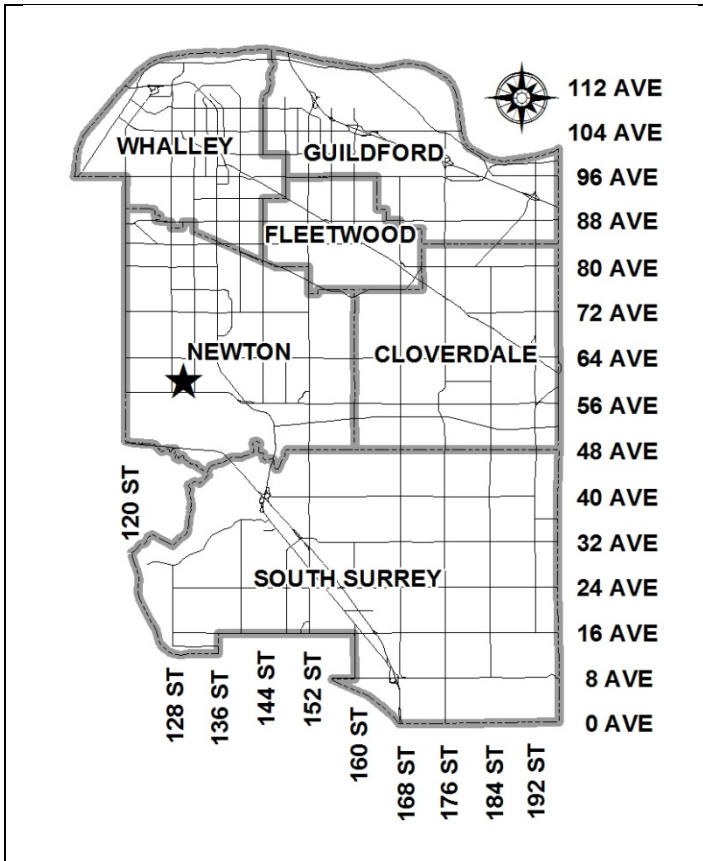 112 AVE
104 AVE
WHALLEY
GUILDFORD
96 AVE
88 AVE
FLEETWOOD
80 AVE
72 AVE
NEWTON
CLOVERDALE
64 AVE
56 AVE
48 AVE
120 ST
40 AVE
32 AVE
SOUTH SURREY
24 AVE
16 AVE
8 AVE
0 AVE
128 ST
136 ST
144 ST
152 ST
160 ST
168 ST
176 ST
184 ST
192 ST